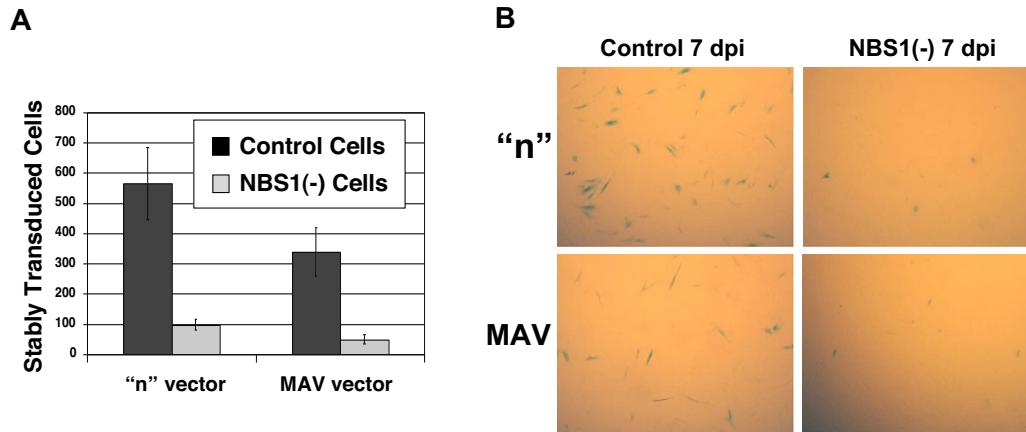 A
Stably Transduced Cells
800
700
600
500
400
300
200
100
0
Control Cells
NBS1(-) Cells
“n” vector
MAV vector
B
Control 7 dpi
NBS1(-) 7 dpi
“n”
MAV